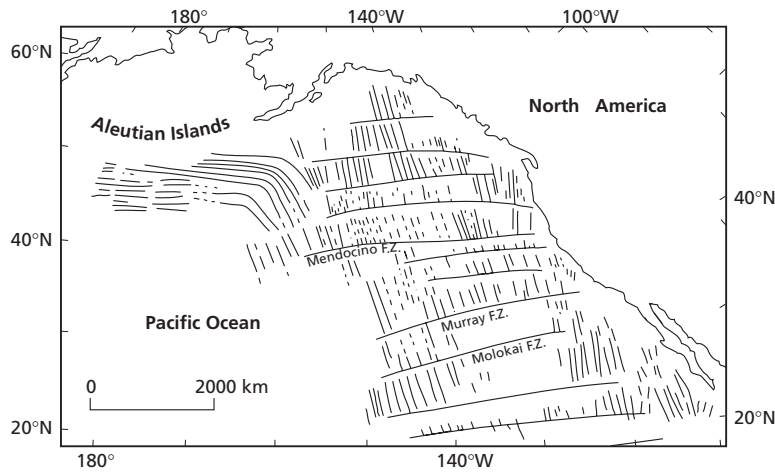 180° 140°W 100°W
60°N
North America
Aleutian Islands
40°N
40°N
Mendocino F.Z.
Pacific Ocean
Murray F.Z.
Molokai F.Z.
0 2000 km
20°N
20°N
180° 140°W